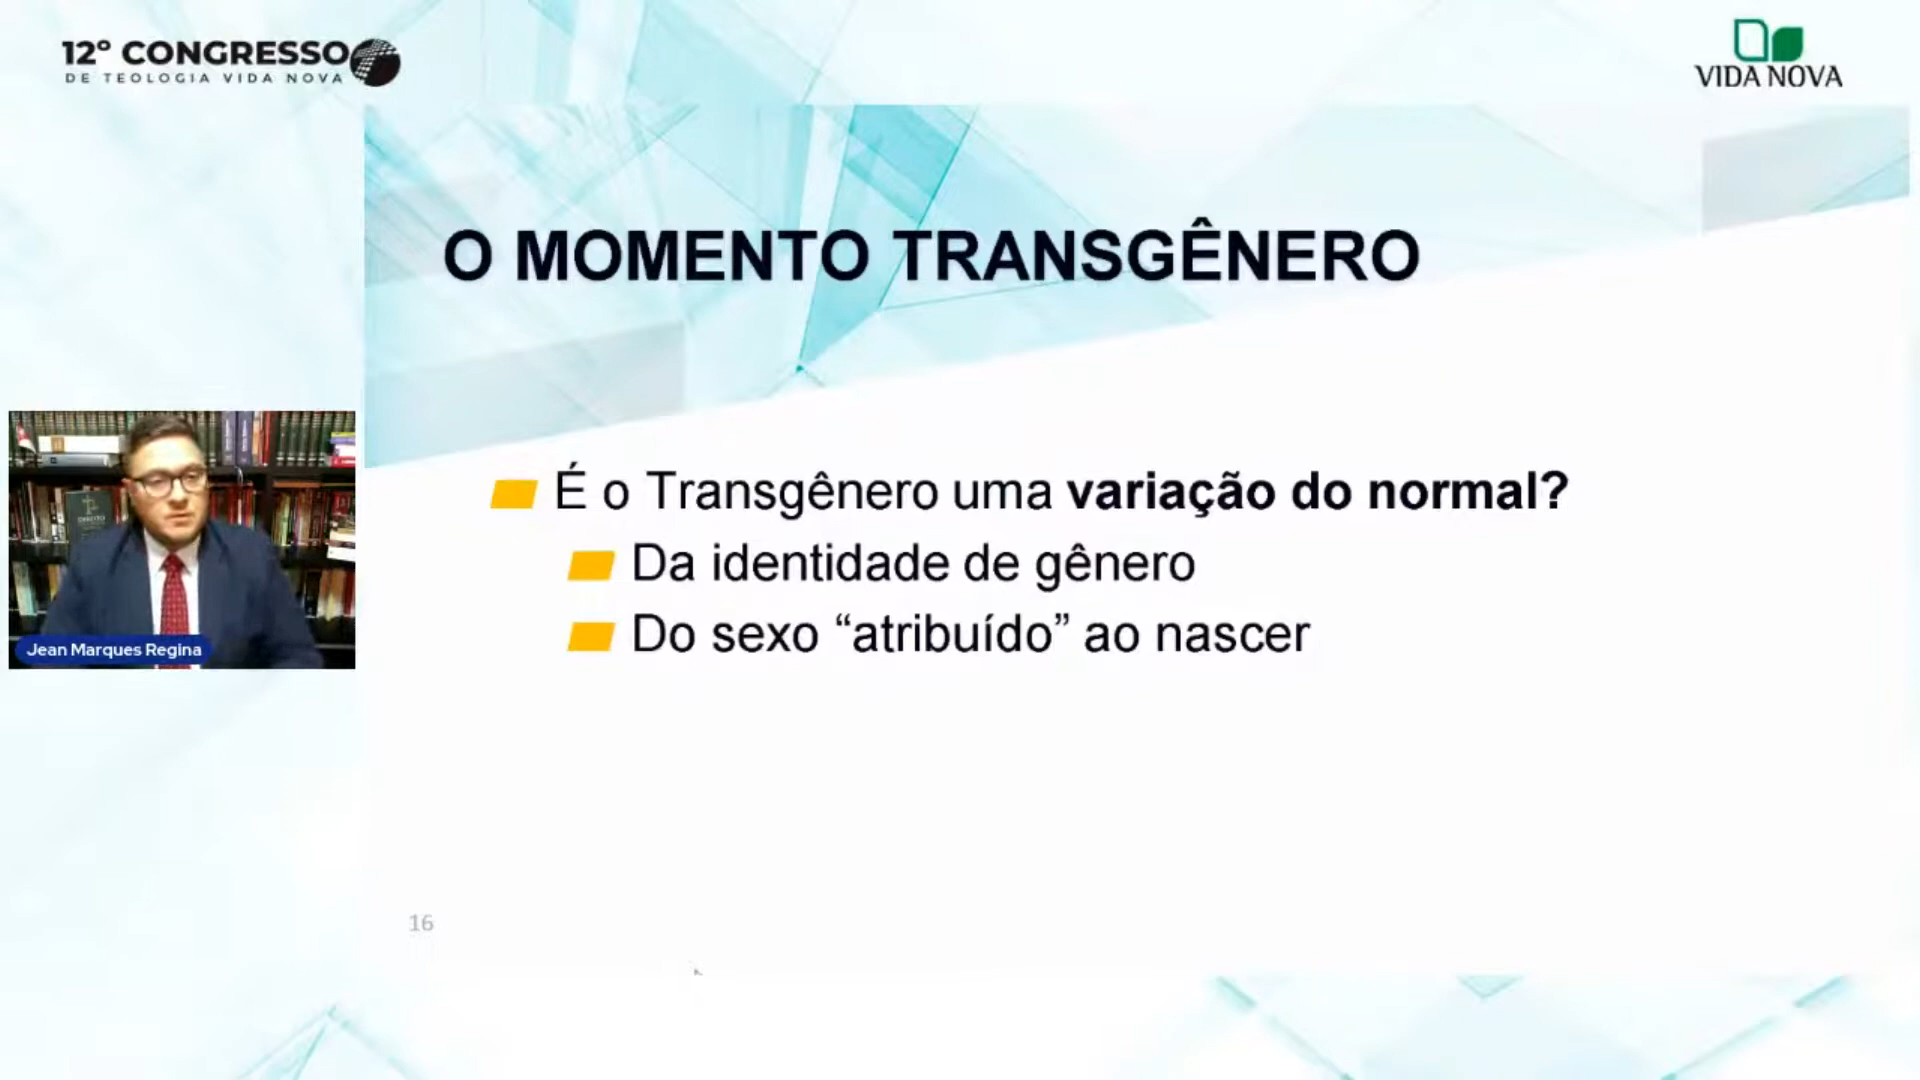 12º CONGRESSO
DE TEOLOGIA VIDA NOVA
VIDA NOVA
O MOMENTO TRANSGÊNERO
É o Transgênero uma variação do normal?
Da identidade de gênero
Do sexo “atribuído” ao nascer
DIREITO
Jean Marques Regina
16